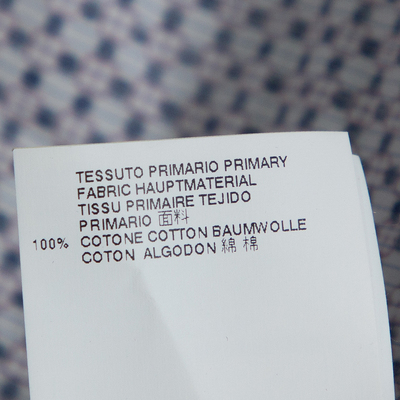 TESSUTO PRIMARIO PRIMARY
FABRIC HAUPTMATERIAL
TISSU PRIMAIRE TEJIDO
PRIMARIO 面料
100% COTONE COTTON BAUMWOLLE
COTON ALGODON 綿 棉